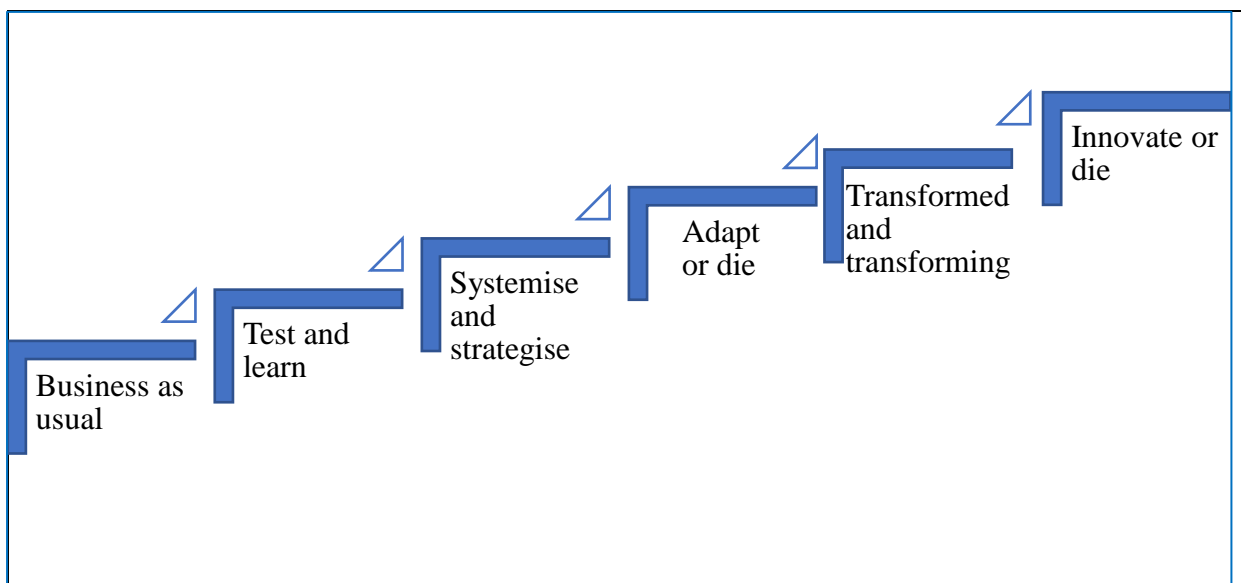 Business as
usual
Test and
learn
Systemise
and
strategise
Adapt
or die
Transformed
and
transforming
Innovate or
die